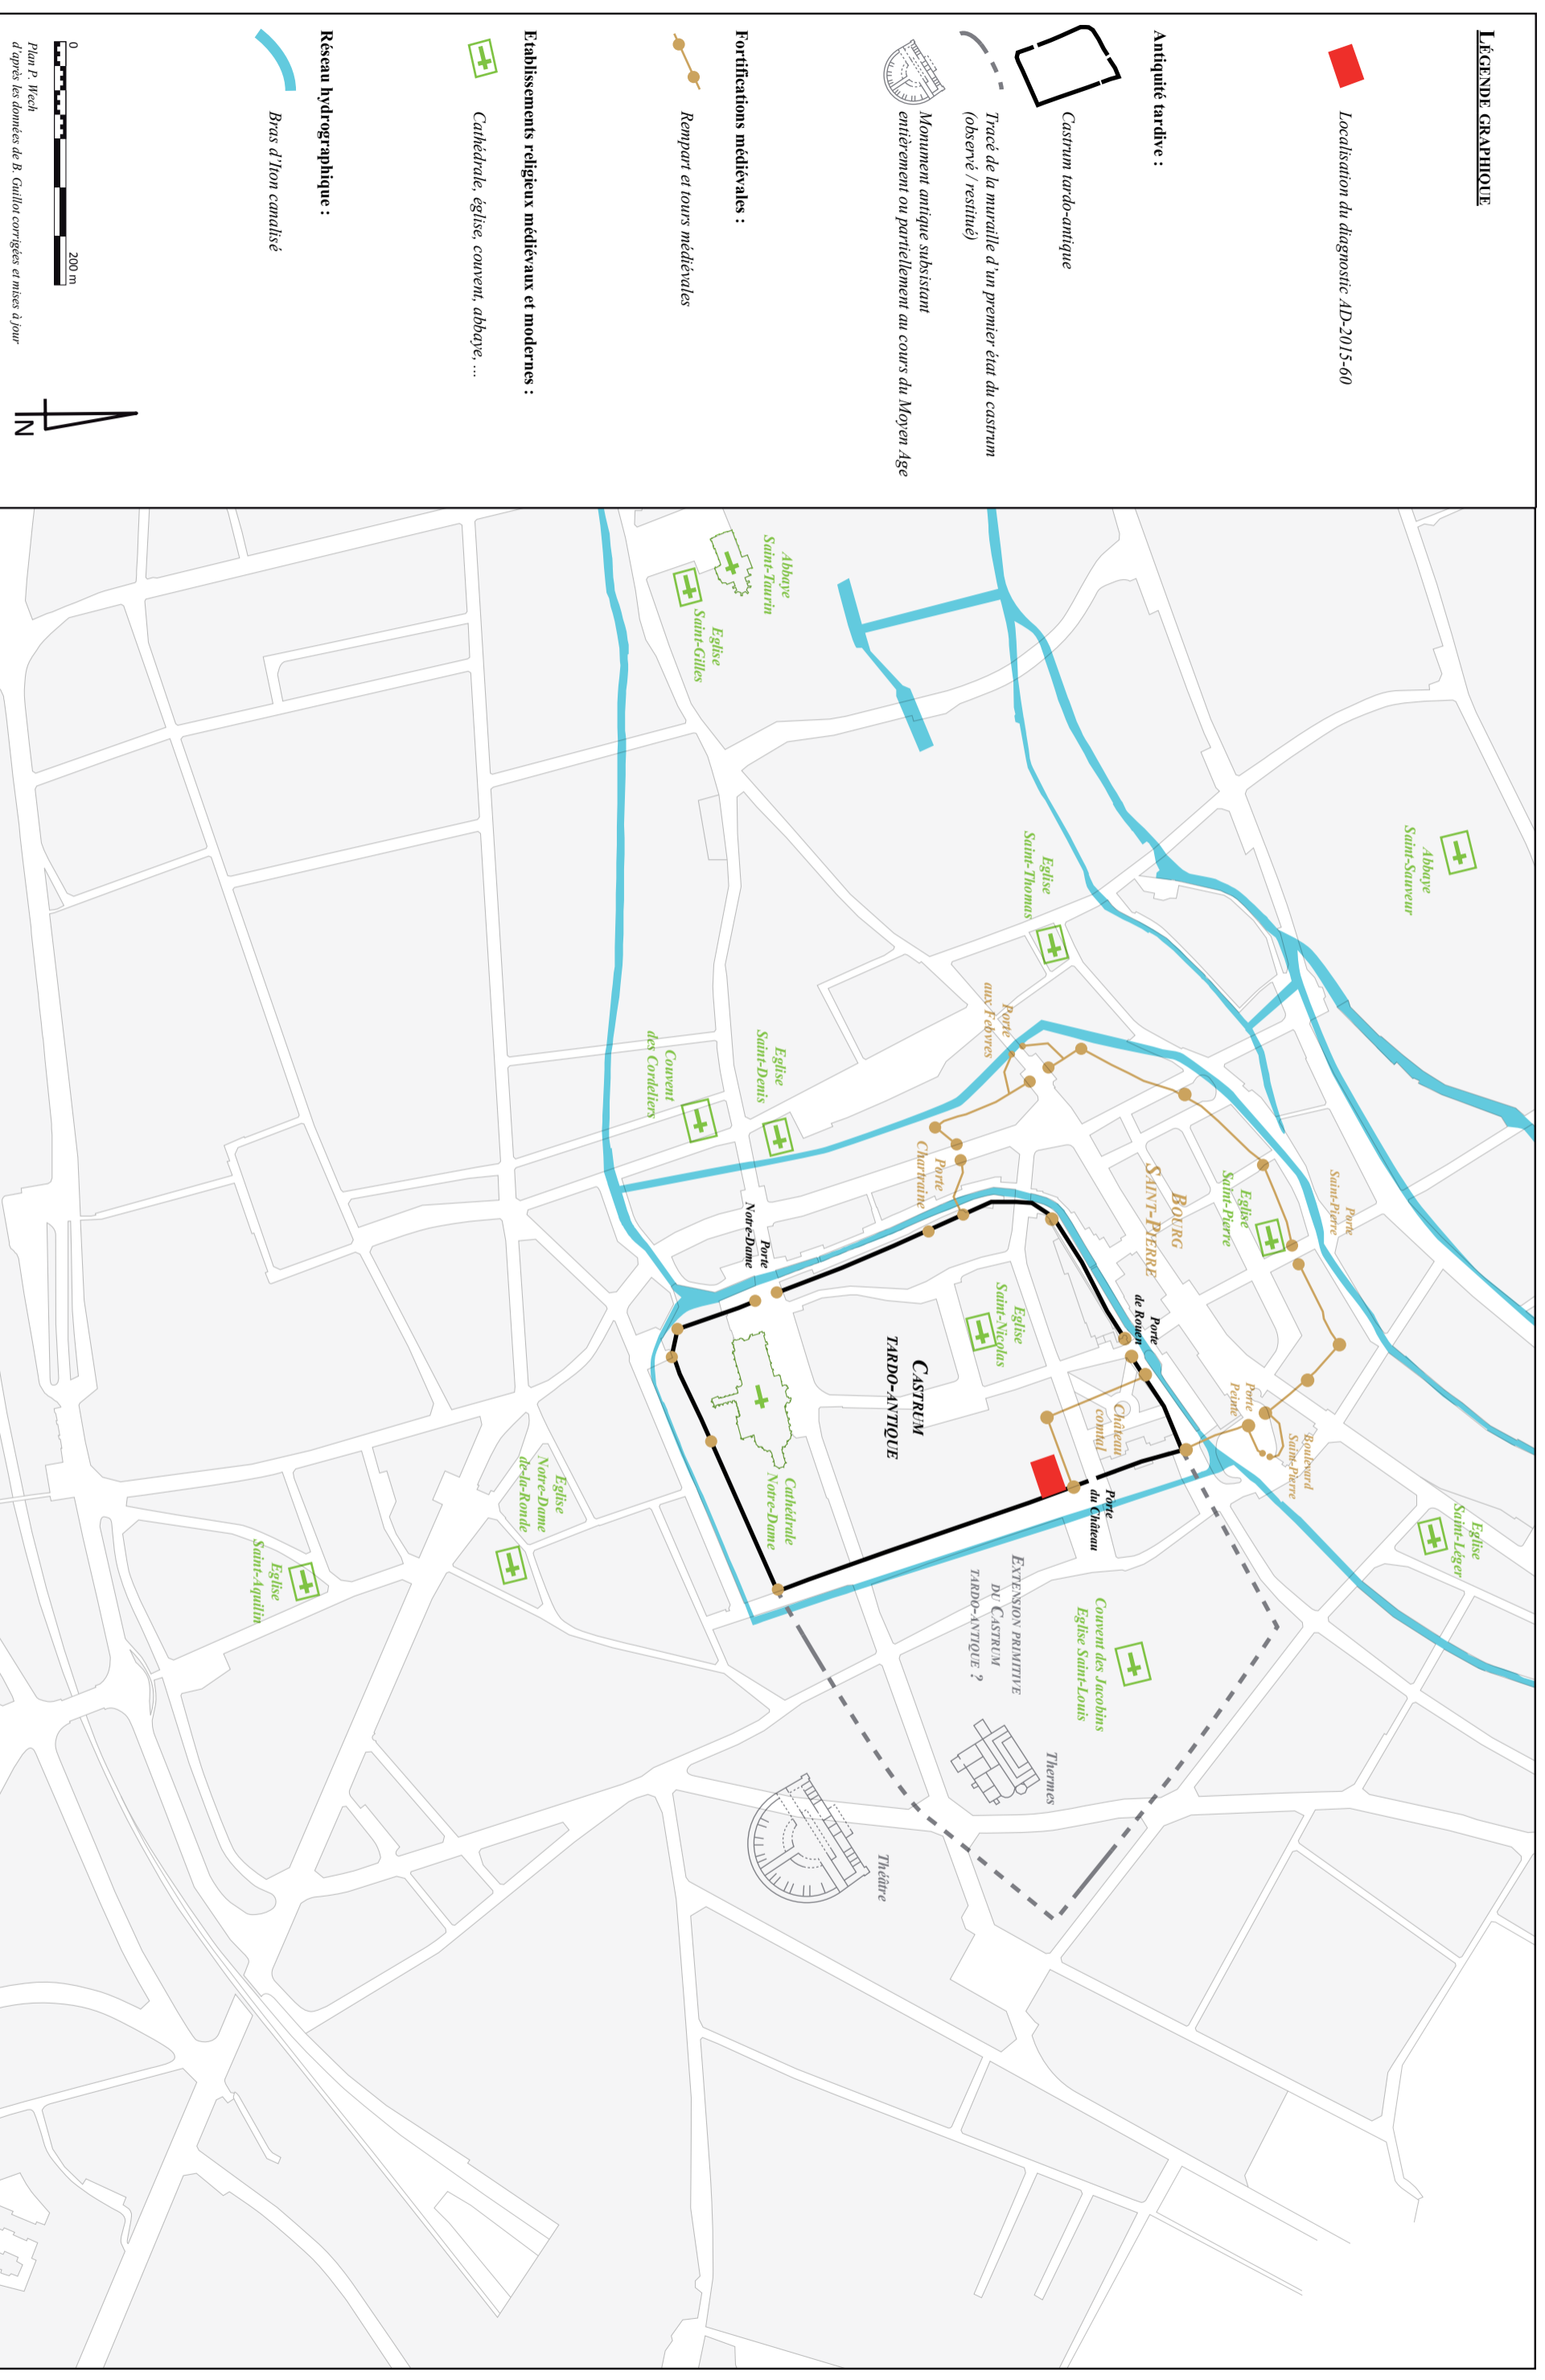 LÉGENDE GRAPHIQUE
Localisation du diagnostic AD-2015-60
Antiquité tardive :
Castrum tardo-antique
Tracé de la muraille d'un premier état du castrum
(observé / restitué)
Monument antique subsistant
entièrement ou partiellement au cours du Moyen Age
Fortifications médiévales :
Rempart et tours médiévales
Etablissements religieux médiévaux et modernes :
Cathédrale, église, couvent, abbaye, ...
Réseau hydrographique :
Bras d'Iton canalisé
0
200 m
Plan P. Wech
d'après les données de B. Guillot corrigées et mises à jour
N
Abbaye
Saint-Taurin
Eglise
Saint-Gilles
Abbaye
Saint-Sauveur
Eglise
Saint-Thomas
Porte
aux Febvres
Eglise
Saint-Denis
Couvent
des Cordeliers
Porte
Chartraine
Porte
Saint-Pierre
Eglise
Saint-Pierre
BOURG
SAINT-PIERRE
Porte
Notre-Dame
Porte
de Rouen
Eglise
Saint-Nicolas
CASTRUM
TARDO-ANTIQUE
Château
comtal
Porte
Peinte
Boulevard
Saint-Pierre
Porte
du Château
Cathédrale
Notre-Dame
Eglise
Notre-Dame
de-la-Ronde
Eglise
Saint-Aquilin
Eglise
Saint-Léger
EXTENSION PRIMITIVE
DU CASTRUM
TARDO-ANTIQUE ?
Couvent des Jacobins
Eglise Saint-Louis
Thermes
Théâtre